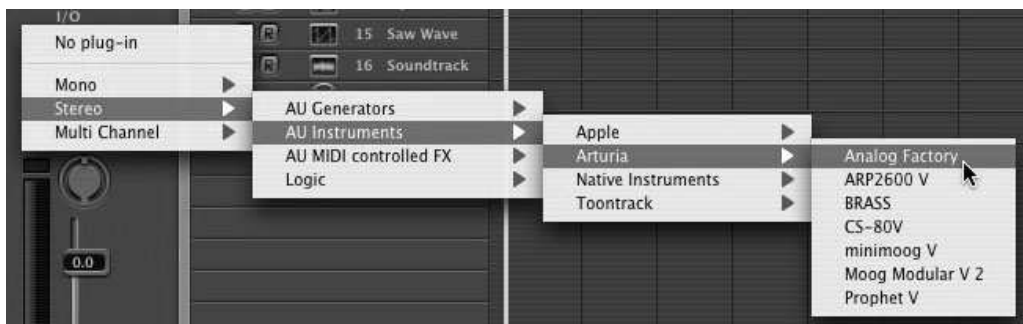 I/O
No plug-in
Mono
Stereo
Multi Channel
R
15 Saw Wave
R
16 Soundtrack
AU Generators
AU Instruments
AU MIDI controlled FX
Logic
Apple
Arturia
Native Instruments
Toontrack
Analog Factory
ARP2600 V
BRASS
CS-80V
minimoog V
Moog Modular V 2
Prophet V
0.0